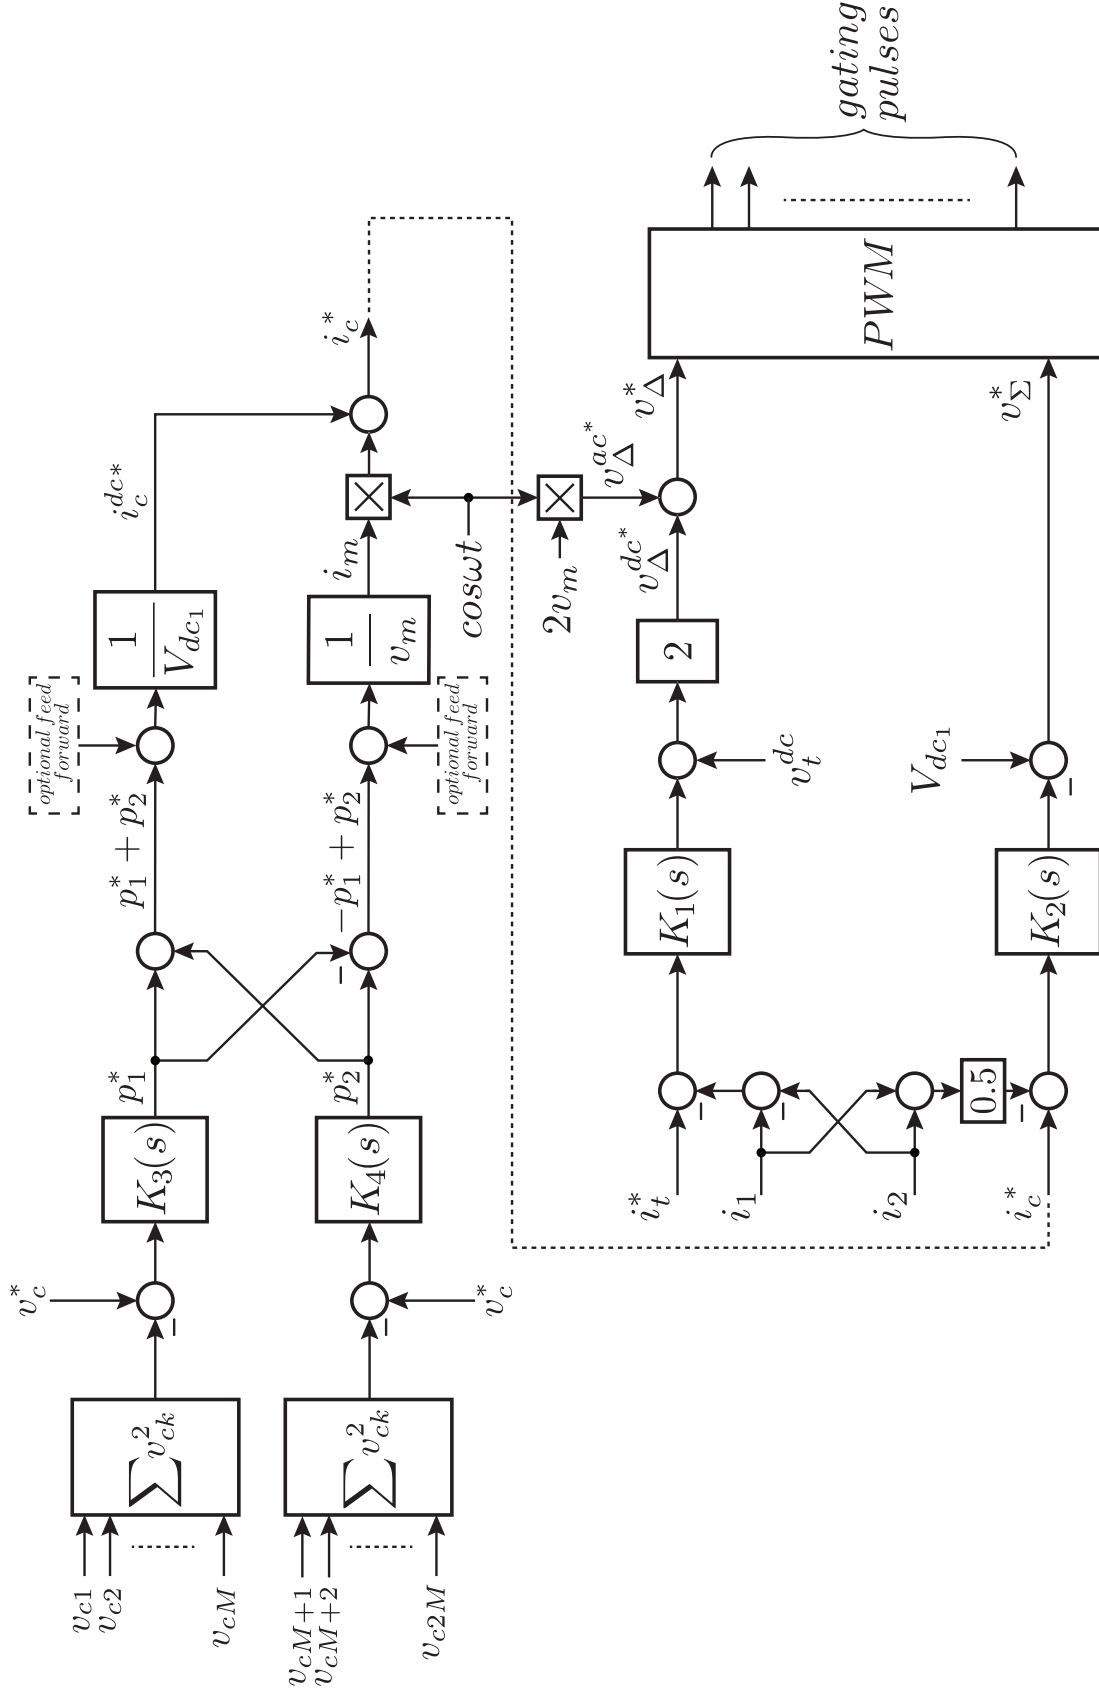 v_{c1}
v_{c2}
v_{cM}
∑ v_{ck}^2
v_c^*
−
K_3(s)
p_1^*
p_1^* + p_2^*
optional feed
forward
1
V_{dc_1}
i_c^{dc*}
v_{cM+1}
v_{cM+2}
v_{c2M}
∑ v_{ck}^2
−
v_c^*
K_4(s)
p_2^*
−
−p_1^* + p_2^*
optional feed
forward
1
v_m
i_m
×
i_c^*
cosωt
2v_m
×
v_Δ^{ac*}
i_t^*
−
K_1(s)
v_t^{dc}
2
v_Δ^{dc*}
v_Δ^*
i_1
−
i_2
0.5
−
i_c^*
K_2(s)
V_{dc_1}
−
v_Σ^*
PWM
gating
pulses